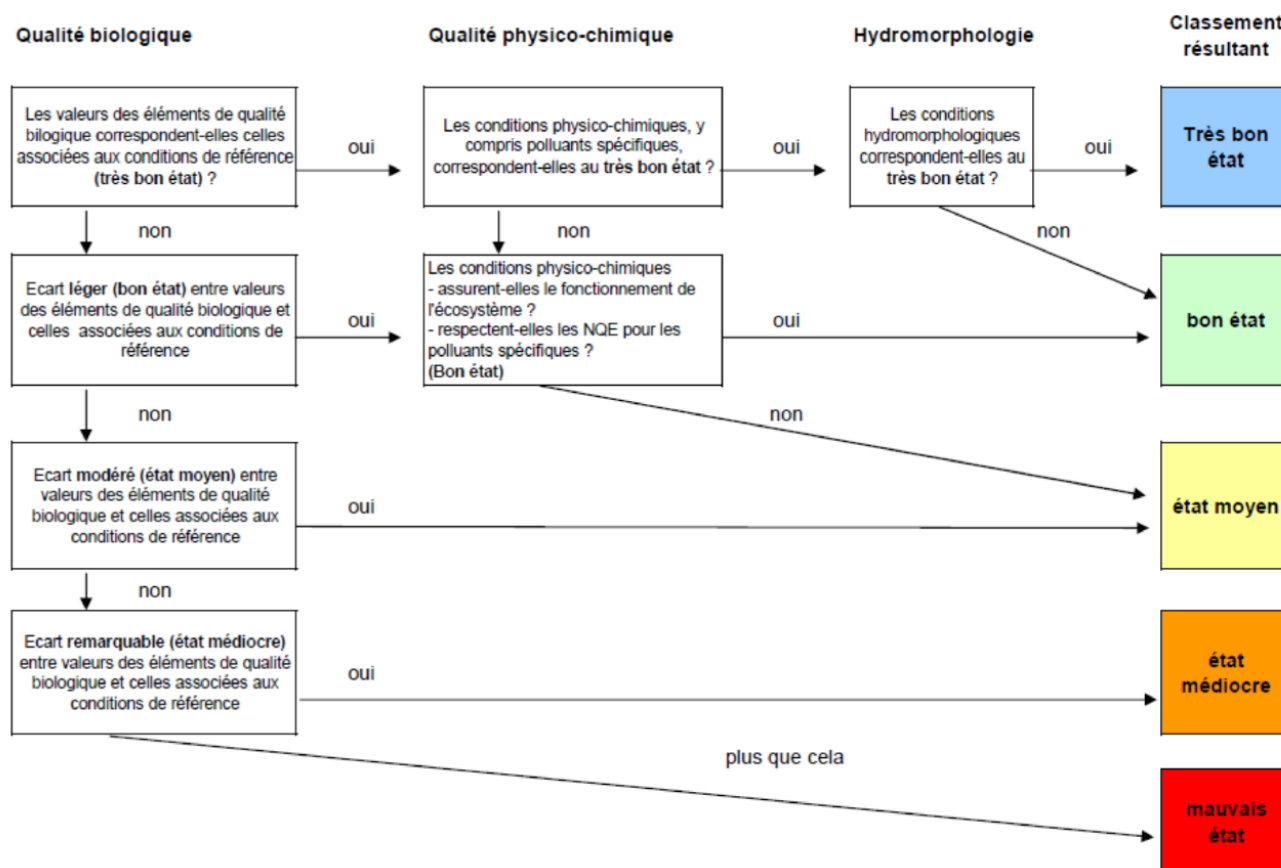 Qualité biologique
Qualité physico-chimique
Hydromorphologie
Classement
résultant
Les valeurs des éléments de qualité
bilogique correspondent-elles celles
associées aux conditions de référence
(très bon état) ?
oui
Les conditions physico-chimiques, y
compris polluants spécifiques,
correspondent-elles au très bon état ?
oui
Les conditions
hydromorphologiques
correspondent-elles au
très bon état ?
oui
Très bon
état
non
non
non
Ecart léger (bon état) entre valeurs
des éléments de qualité biologique et
celles associées aux conditions de
référence
oui
Les conditions physico-chimiques
- assurent-elles le fonctionnement de
l'écosystème ?
- respectent-elles les NQE pour les
polluants spécifiques ?
(Bon état)
oui
bon état
non
non
Ecart modéré (état moyen) entre
valeurs des éléments de qualité
biologique et celles associées aux
conditions de référence
oui
état moyen
non
Ecart remarquable (état médiocre)
entre valeurs des éléments de qualité
biologique et celles associées aux
conditions de référence
oui
état
médiocre
plus que cela
mauvais
état